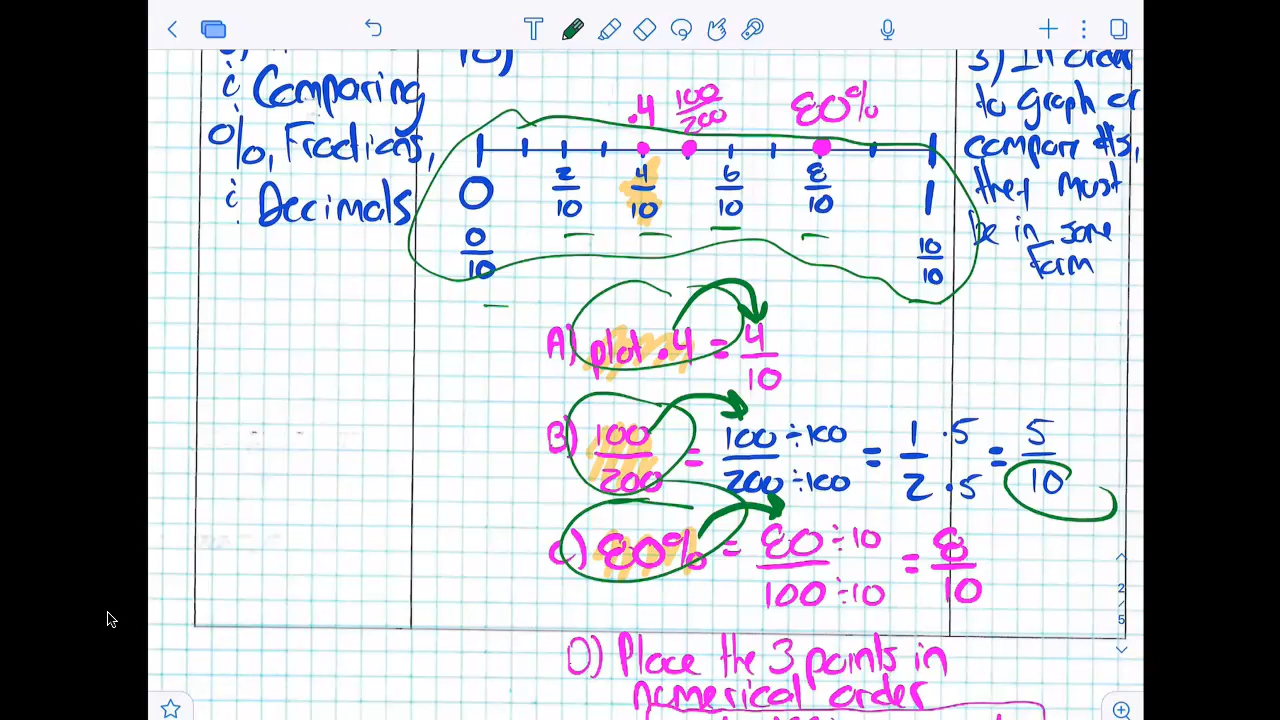 ¿ Comparing
%, Fractions,
¿ Decimals
10)
.4 100/200 80%
0 2/10 4/10 6/10 8/10 1
0/10 10/10
A) plot .4 = 4/10
B) 100/200 = 100÷100/200÷100 = 1·5/2·5 = 5/10
C) 80% = 80÷10/100÷10 = 8/10
D) Place the 3 points in
numerical order
3) In order
to graph or
compare #s,
they must
be in same
form
2
5